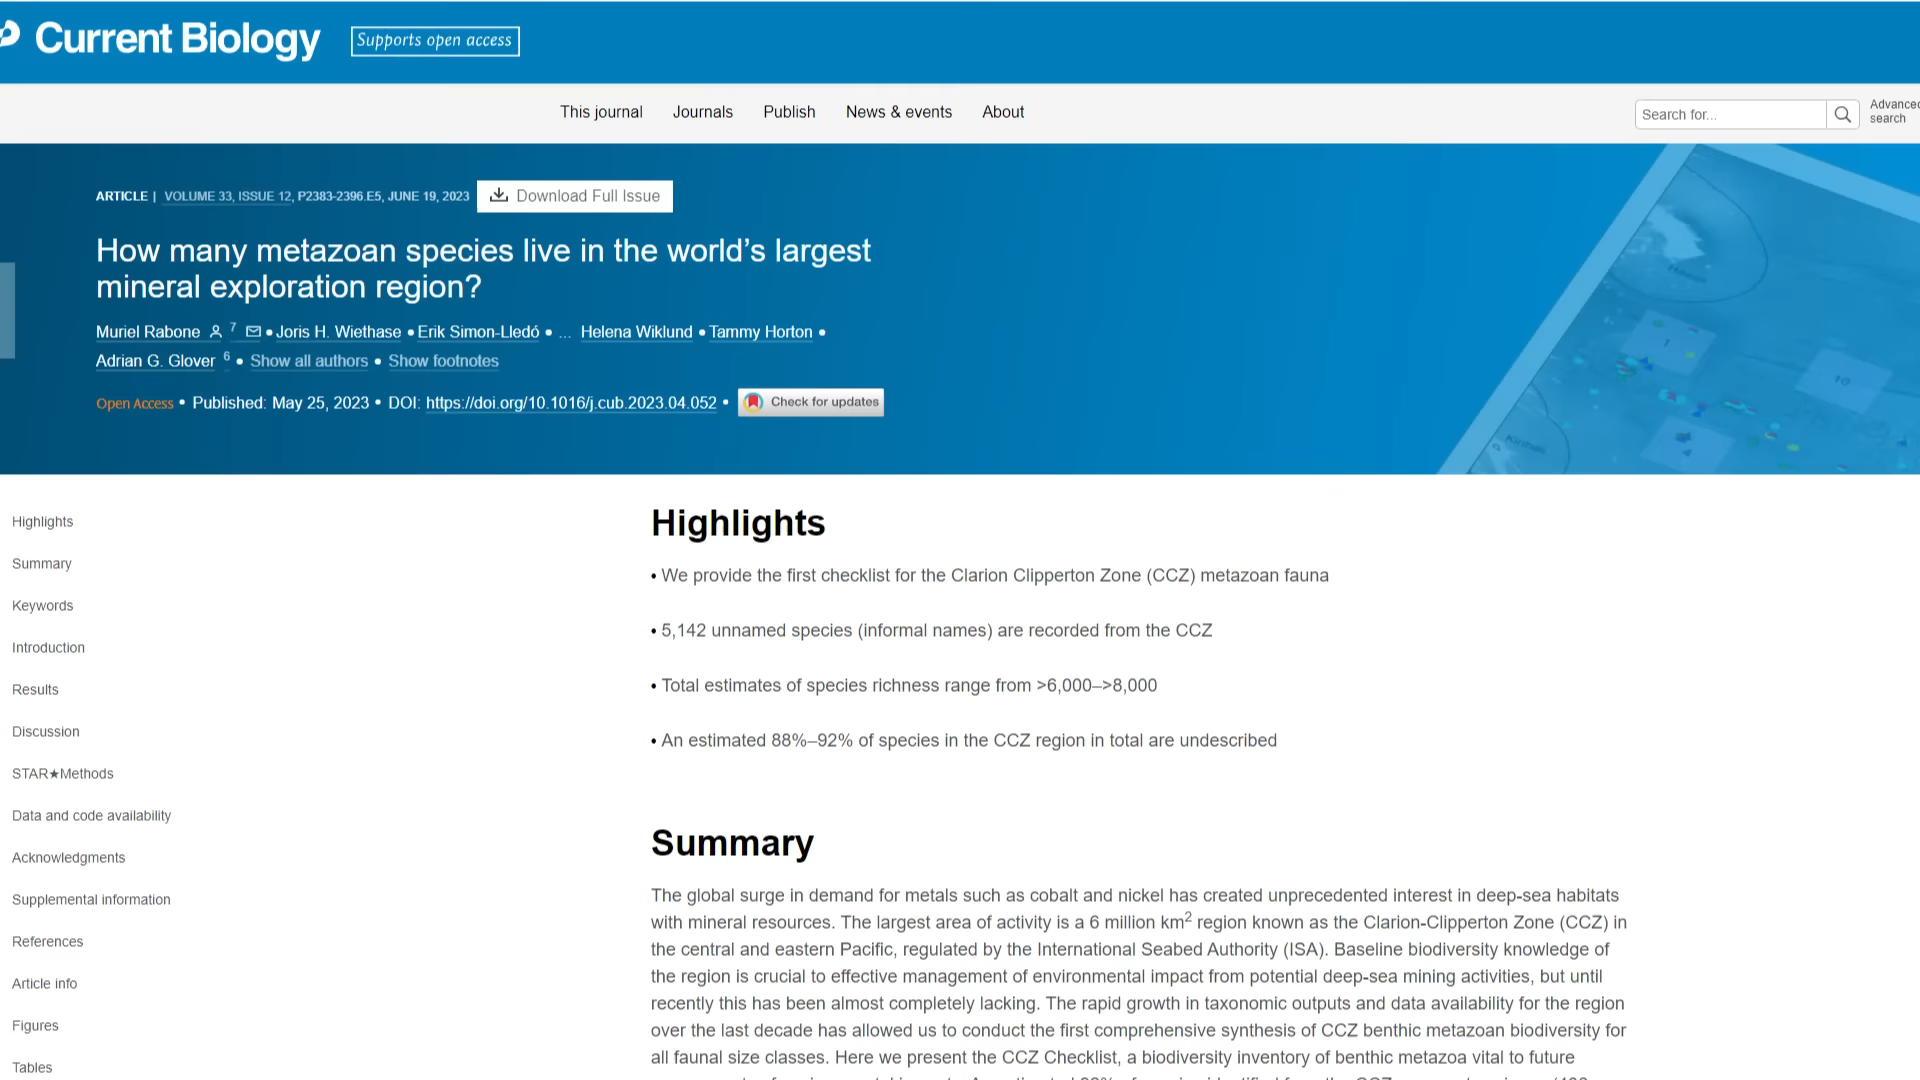 Current Biology
Supports open access
This journal Journals Publish News & events About
Search for...
Advanced
search
ARTICLE | VOLUME 33, ISSUE 12, P2383-2396.E5, JUNE 19, 2023
Download Full Issue
How many metazoan species live in the world’s largest
mineral exploration region?
Muriel Rabone 7 • Joris H. Wiethase • Erik Simon-Lledó • ... Helena Wiklund • Tammy Horton •
Adrian G. Glover 6 • Show all authors • Show footnotes
Open Access • Published: May 25, 2023 • DOI: https://doi.org/10.1016/j.cub.2023.04.052 •
Check for updates
Highlights
Summary
Keywords
Introduction
Results
Discussion
STAR★Methods
Data and code availability
Acknowledgments
Supplemental information
References
Article info
Figures
Tables
Highlights
• We provide the first checklist for the Clarion Clipperton Zone (CCZ) metazoan fauna
• 5,142 unnamed species (informal names) are recorded from the CCZ
• Total estimates of species richness range from >6,000–>8,000
• An estimated 88%–92% of species in the CCZ region in total are undescribed
Summary
The global surge in demand for metals such as cobalt and nickel has created unprecedented interest in deep-sea habitats
with mineral resources. The largest area of activity is a 6 million km2 region known as the Clarion-Clipperton Zone (CCZ) in
the central and eastern Pacific, regulated by the International Seabed Authority (ISA). Baseline biodiversity knowledge of
the region is crucial to effective management of environmental impact from potential deep-sea mining activities, but until
recently this has been almost completely lacking. The rapid growth in taxonomic outputs and data availability for the region
over the last decade has allowed us to conduct the first comprehensive synthesis of CCZ benthic metazoan biodiversity for
all faunal size classes. Here we present the CCZ Checklist, a biodiversity inventory of benthic metazoa vital to future